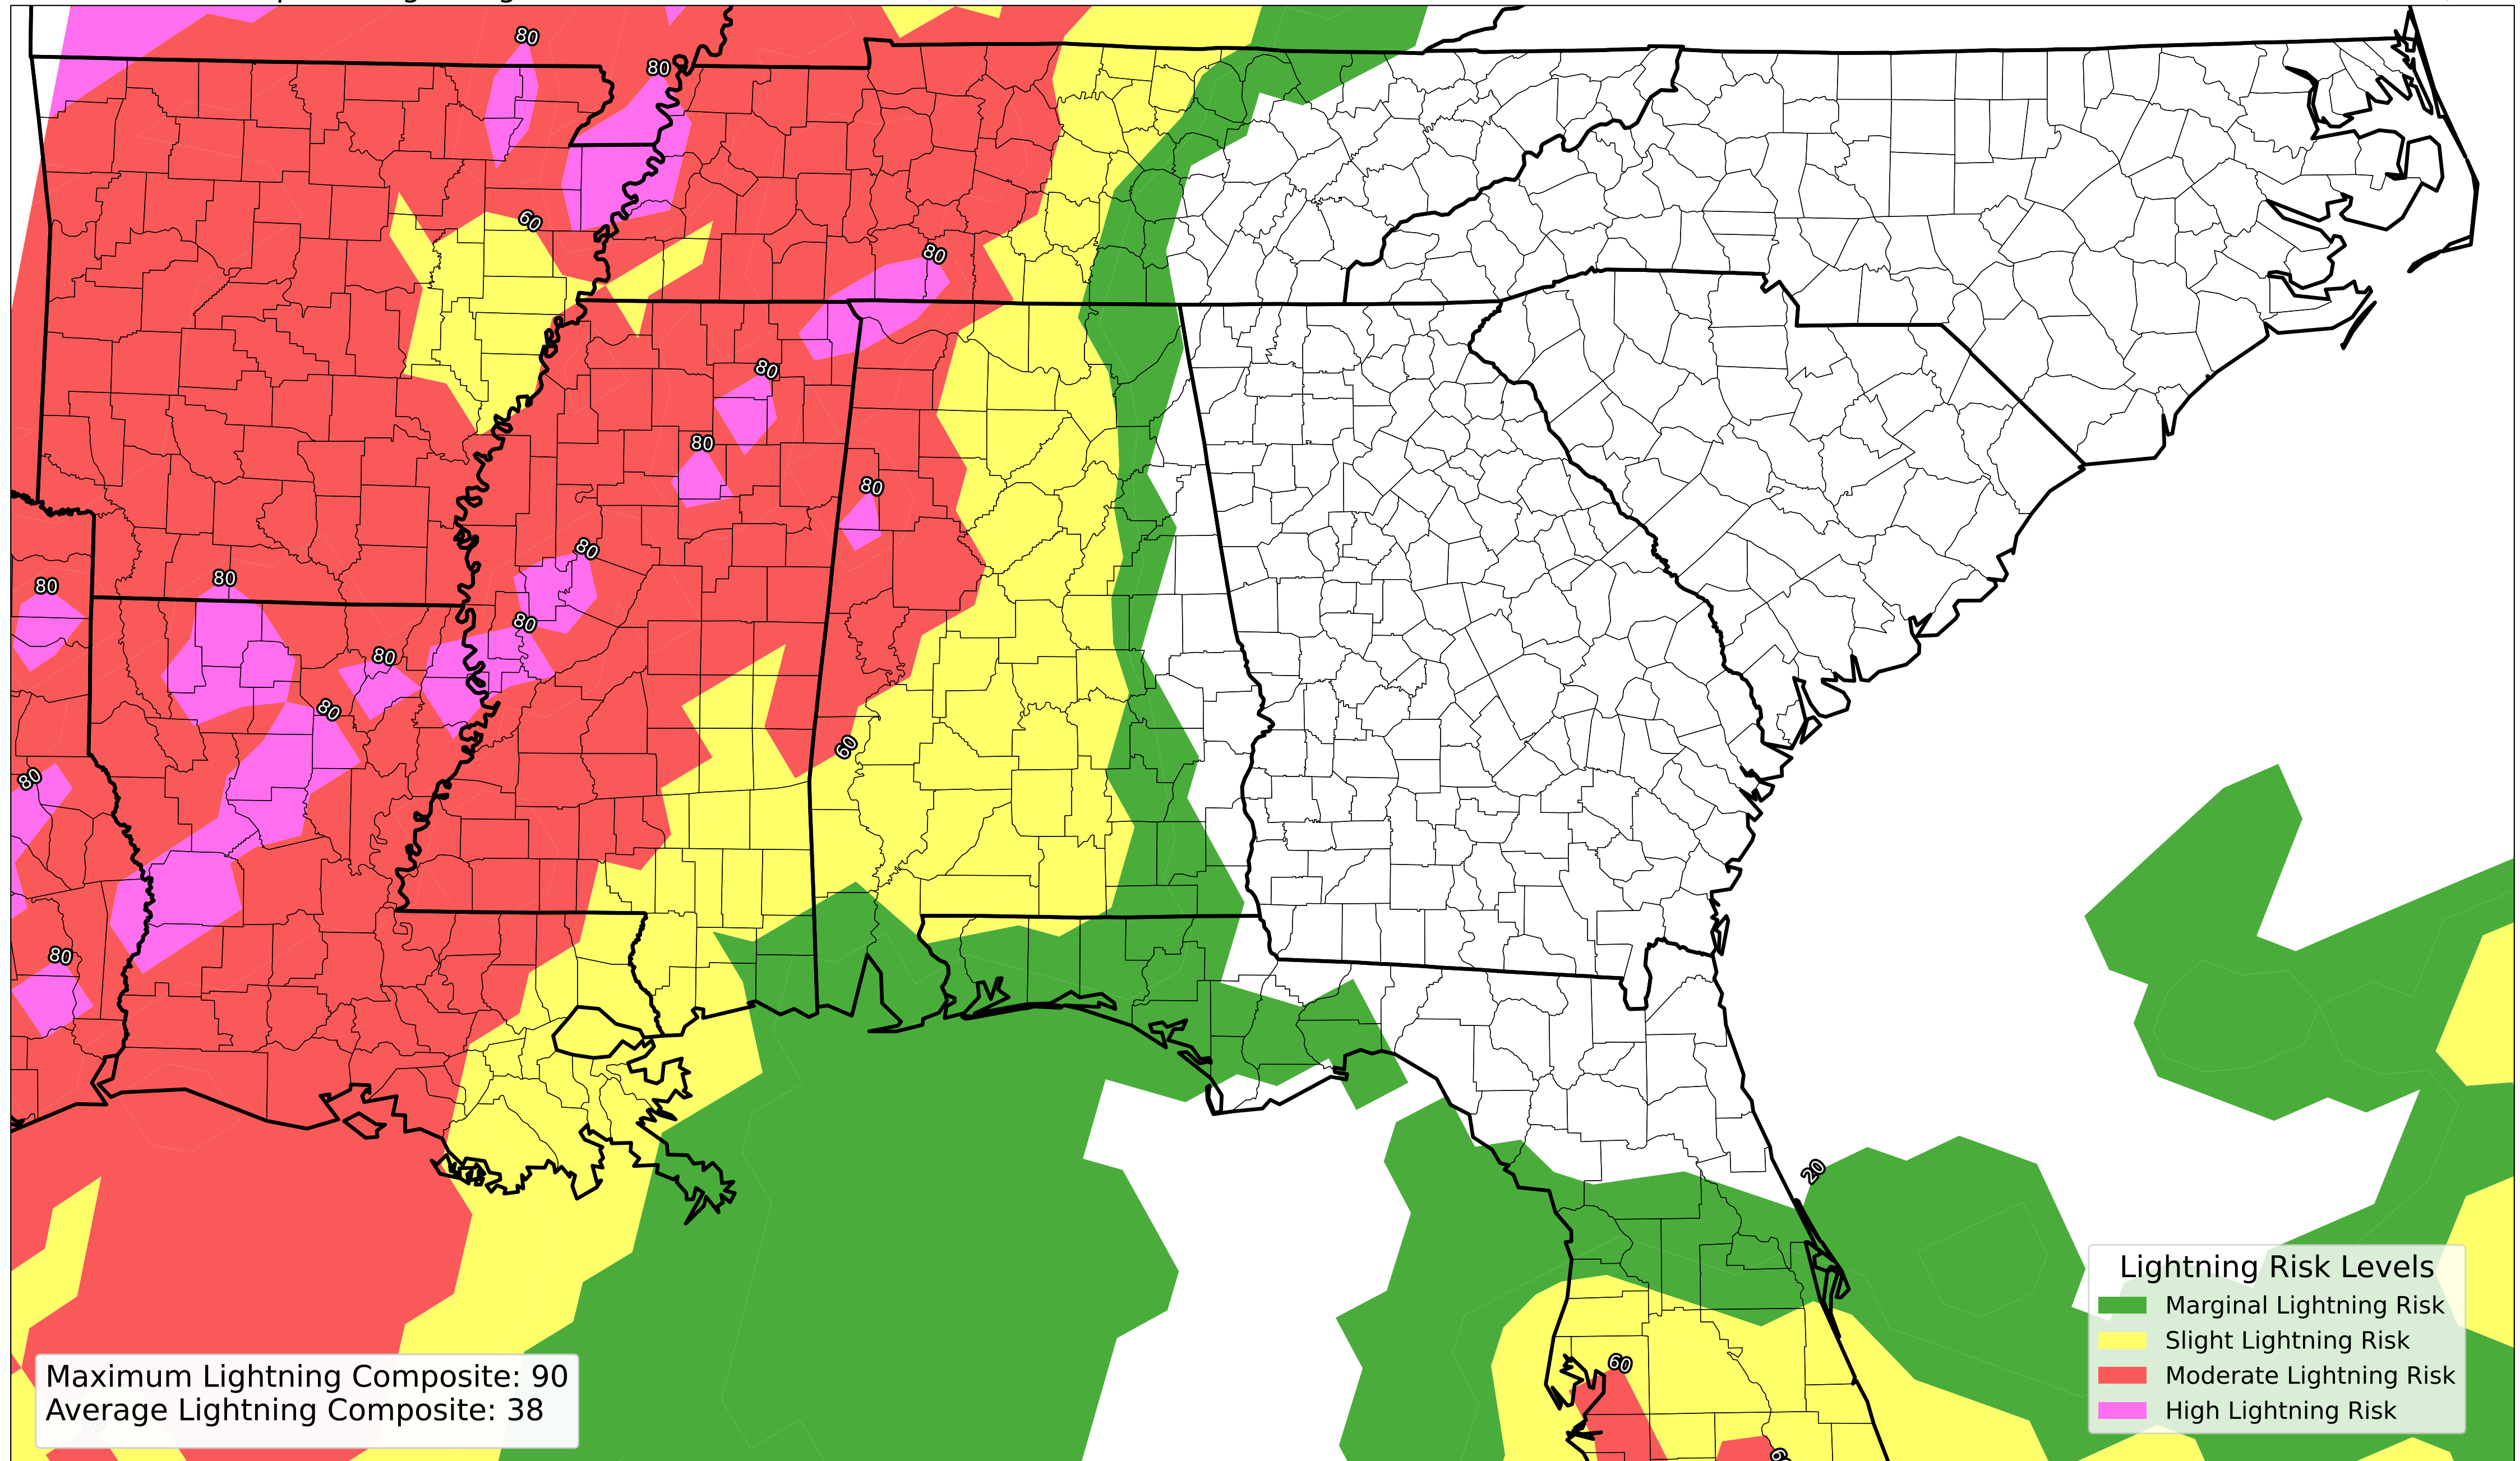 80
80
60
80
80
80
80
80
80
80
80
80
80
60
80
80
20
60
Lightning Risk Levels
Marginal Lightning Risk
Slight Lightning Risk
Moderate Lightning Risk
High Lightning Risk
Maximum Lightning Composite: 90
Average Lightning Composite: 38